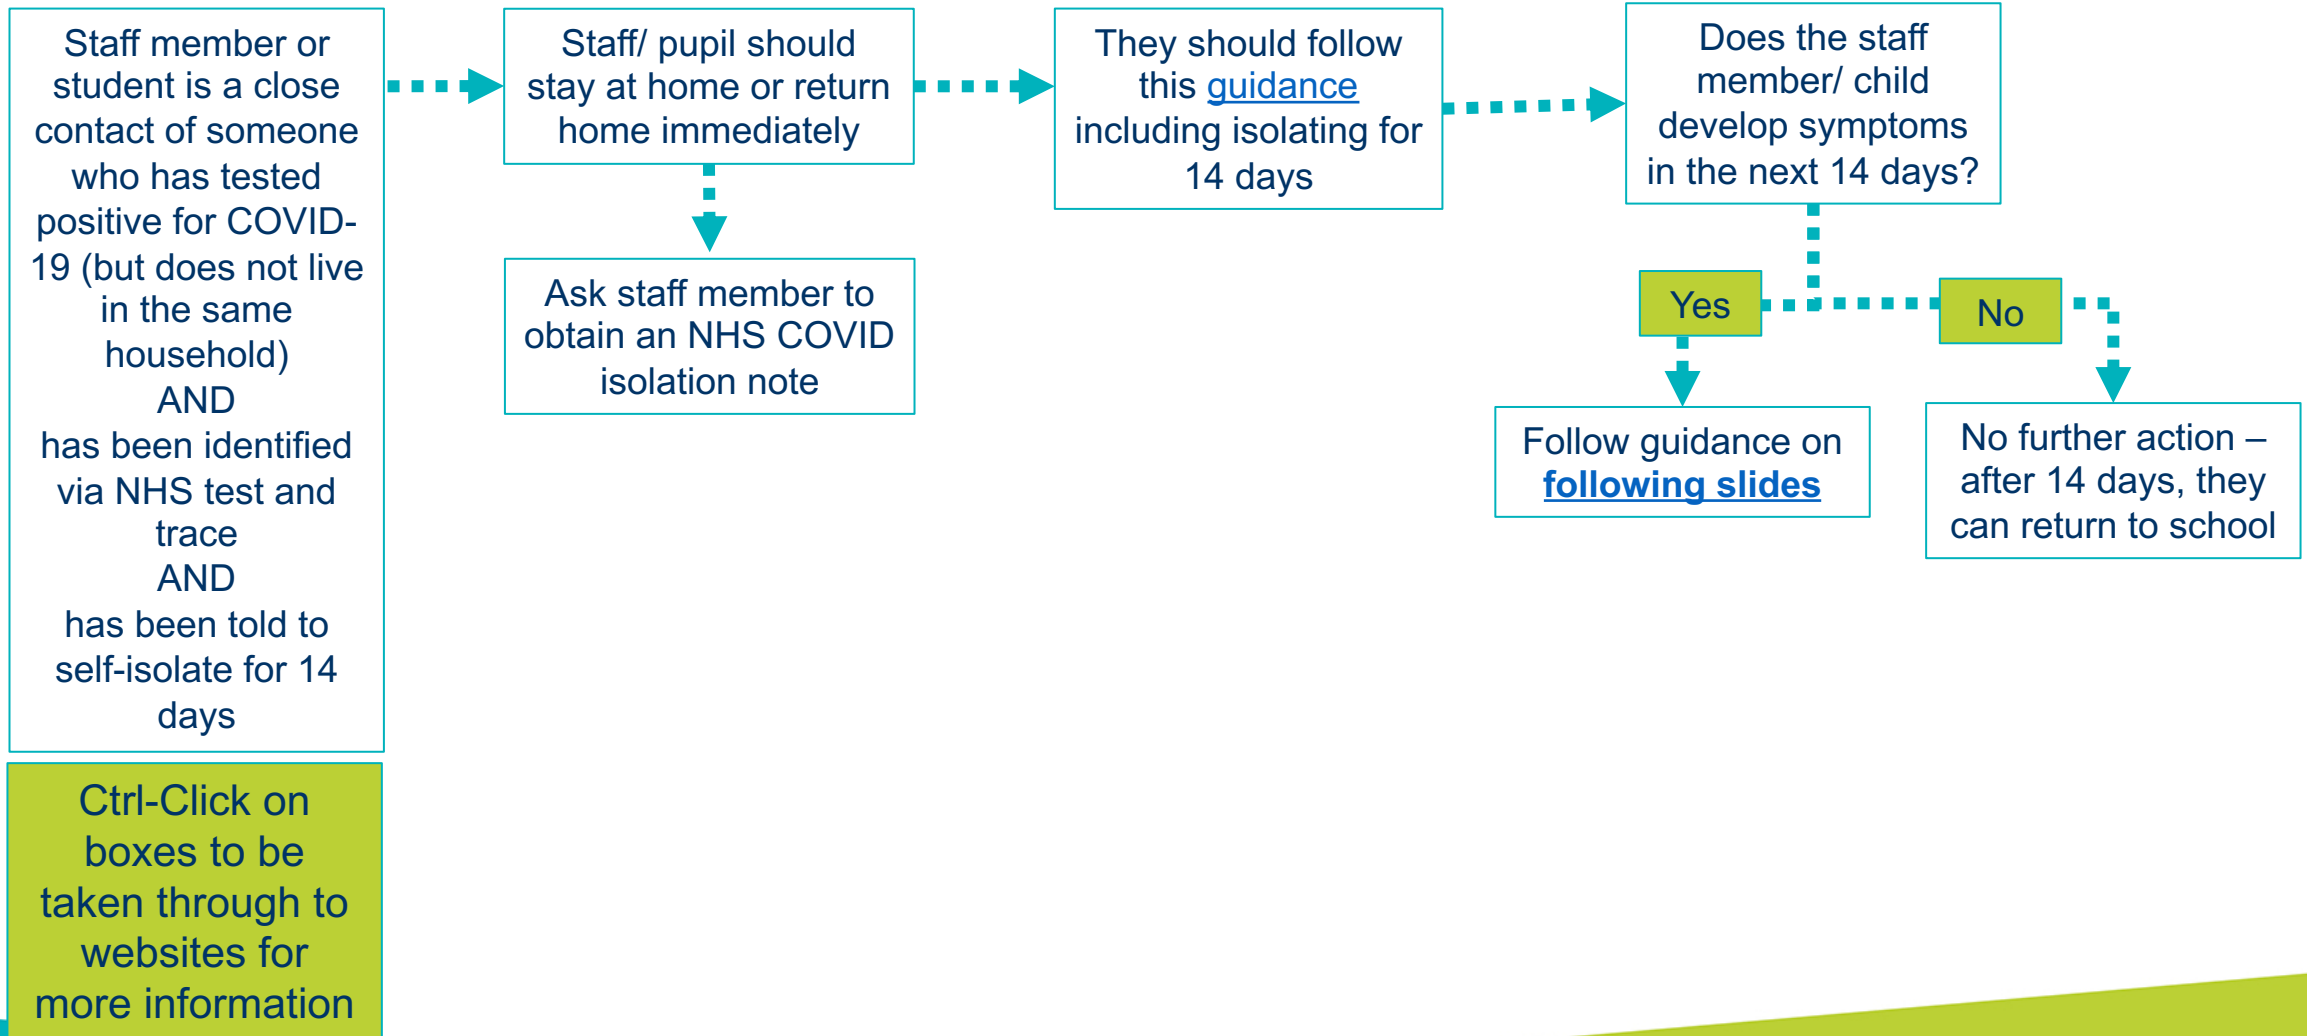 Staff member or
student is a close
contact of someone
who has tested
positive for COVID-
19 (but does not live
in the same
household)
AND
has been identified
via NHS test and
trace
AND
has been told to
self-isolate for 14
days
Ctrl-Click on
boxes to be
taken through to
websites for
more information
Staff/ pupil should
stay at home or return
home immediately
Ask staff member to
obtain an NHS COVID
isolation note
They should follow
this guidance
including isolating for
14 days
Does the staff
member/ child
develop symptoms
in the next 14 days?
Yes
No
Follow guidance on
following slides
No further action –
after 14 days, they
can return to school